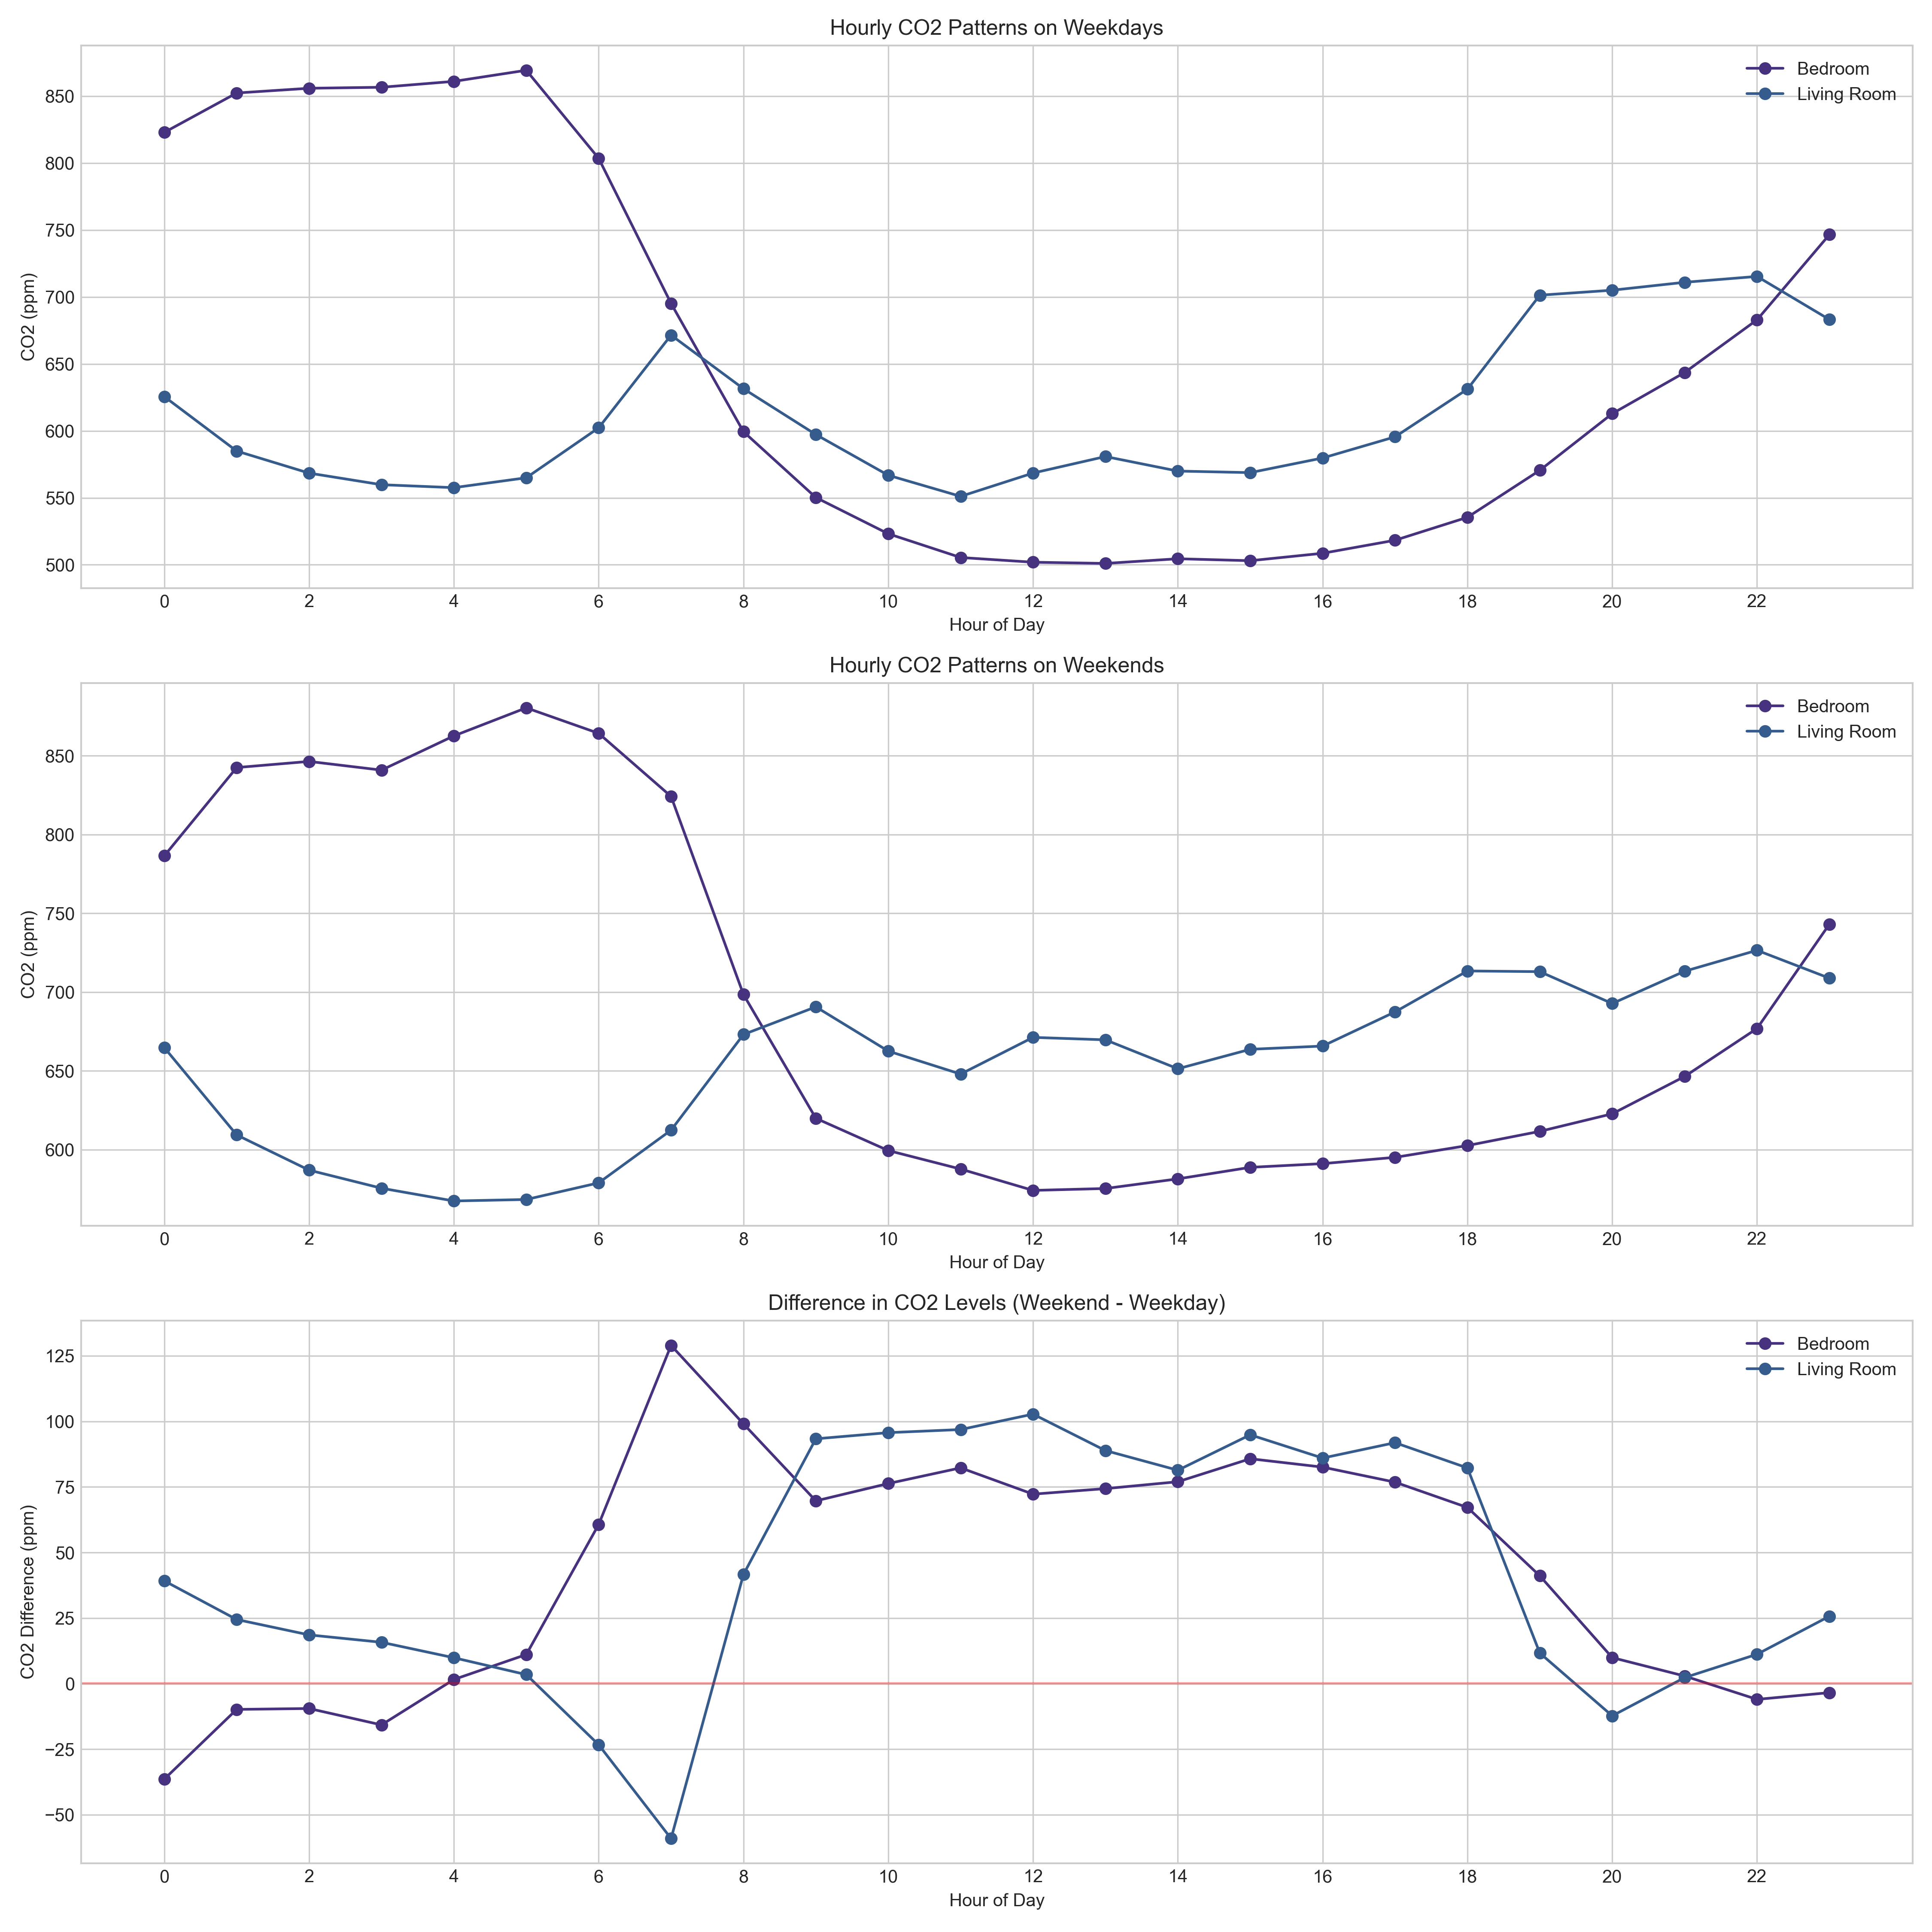 Hourly CO2 Patterns on Weekdays
Bedroom
Living Room
CO2 (ppm)
850
800
750
700
650
600
550
500
0 2 4 6 8 10 12 14 16 18 20 22
Hour of Day
Hourly CO2 Patterns on Weekends
Bedroom
Living Room
CO2 (ppm)
850
800
750
700
650
600
0 2 4 6 8 10 12 14 16 18 20 22
Hour of Day
Difference in CO2 Levels (Weekend - Weekday)
Bedroom
Living Room
CO2 Difference (ppm)
125
100
75
50
25
0
−25
−50
0 2 4 6 8 10 12 14 16 18 20 22
Hour of Day